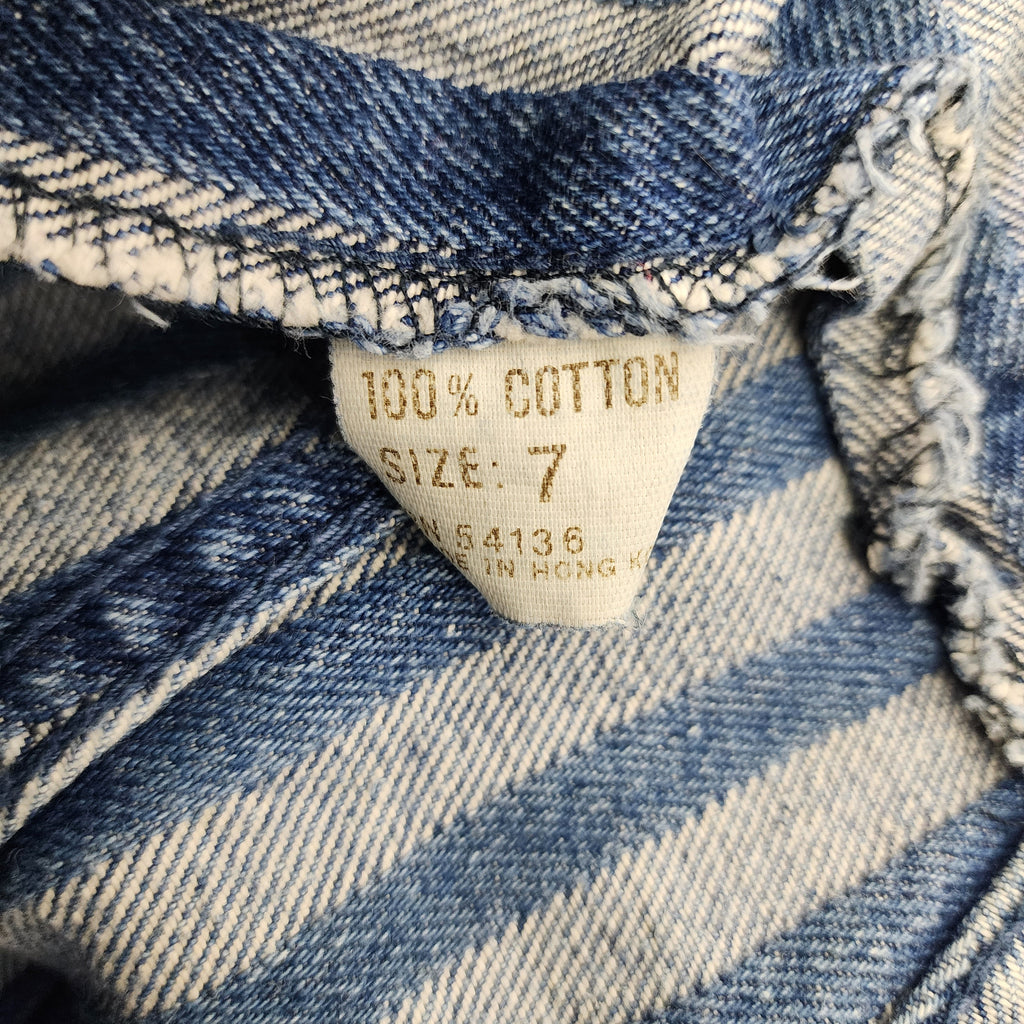 100% COTTON
SIZE: 7
N 54136
E IN HONG K